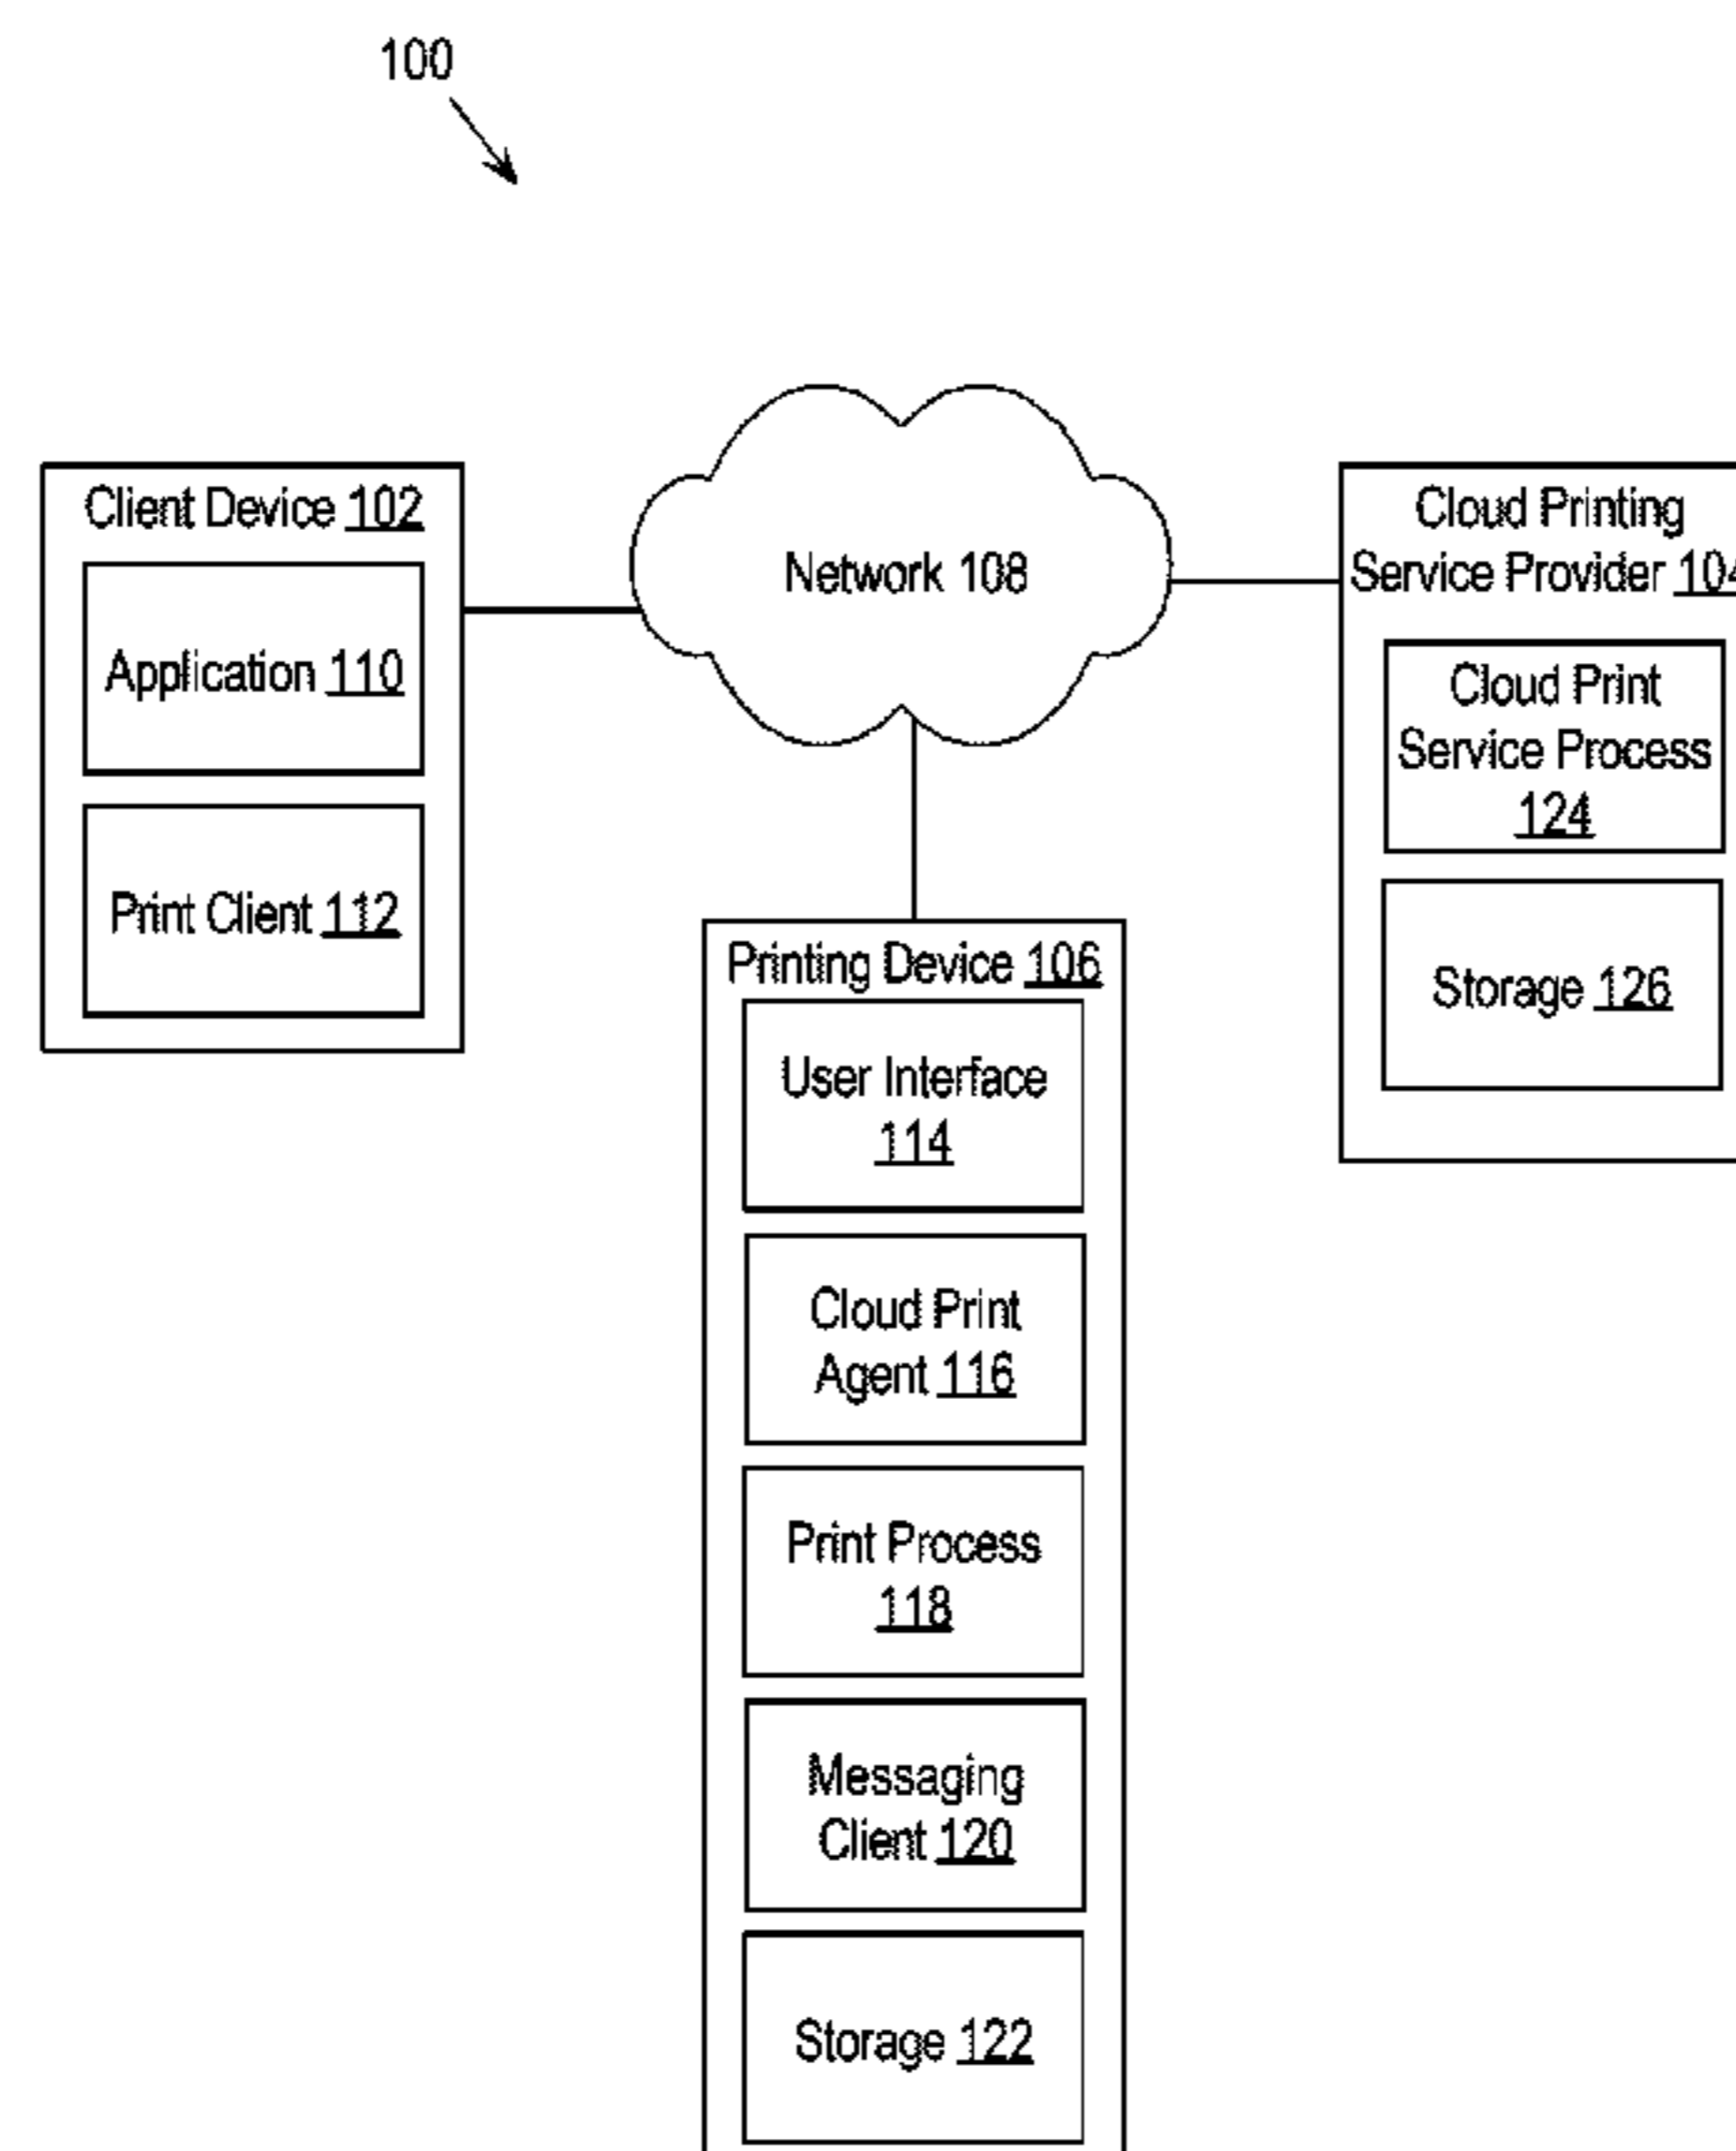 100
Client Device 102
Application 110
Print Client 112
Network 108
Cloud Printing
Service Provider 104
Cloud Print
Service Process
124
Storage 126
Printing Device 106
User Interface
114
Cloud Print
Agent 116
Print Process
118
Messaging
Client 120
Storage 122